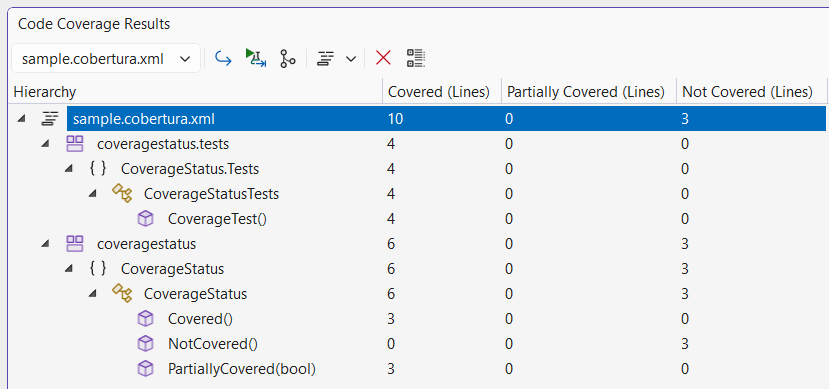 Code Coverage Results
sample.cobertura.xml
Hierarchy Covered (Lines) Partially Covered (Lines) Not Covered (Lines)
sample.cobertura.xml 10 0 3
coveragestatus.tests 4 0 0
{ } CoverageStatus.Tests 4 0 0
CoverageStatusTests 4 0 0
CoverageTest() 4 0 0
coveragestatus 6 0 3
{ } CoverageStatus 6 0 3
CoverageStatus 6 0 3
Covered() 3 0 0
NotCovered() 0 0 3
PartiallyCovered(bool) 3 0 0